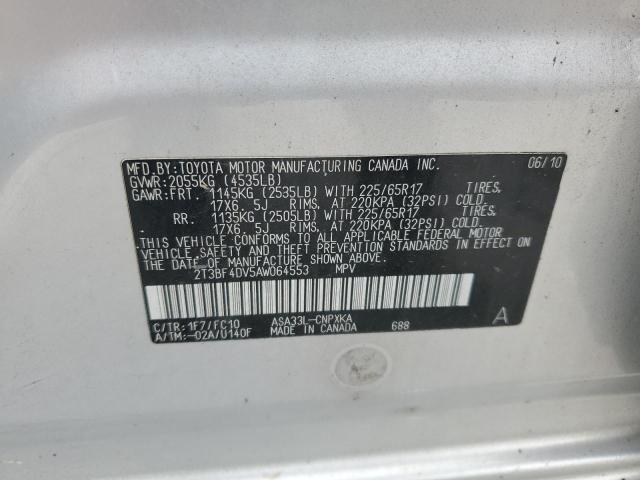 MFD.BY:TOYOTA MOTOR MANUFACTURING CANADA INC. 06/10
GVWR:2055KG (4535LB)
GAWR:FRT. 1145KG (2535LB) WITH 225/65R17 TIRES,
17X6.5J RIMS, AT 220KPA (32PSI) COLD.
RR. 1135KG (2505LB) WITH 225/65R17 TIRES,
17X6.5J RIMS, AT 220KPA (32PSI) COLD.
THIS VEHICLE CONFORMS TO ALL APPLICABLE FEDERAL MOTOR
VEHICLE SAFETY AND THEFT PREVENTION STANDARDS IN EFFECT ON
THE DATE OF MANUFACTURE SHOWN ABOVE.
2T3BF4DV5AW064553 MPV
C/TR:1F7/FC10 ASA33L-CNPXKA A
A/TM:-02A/U140F MADE IN CANADA 688